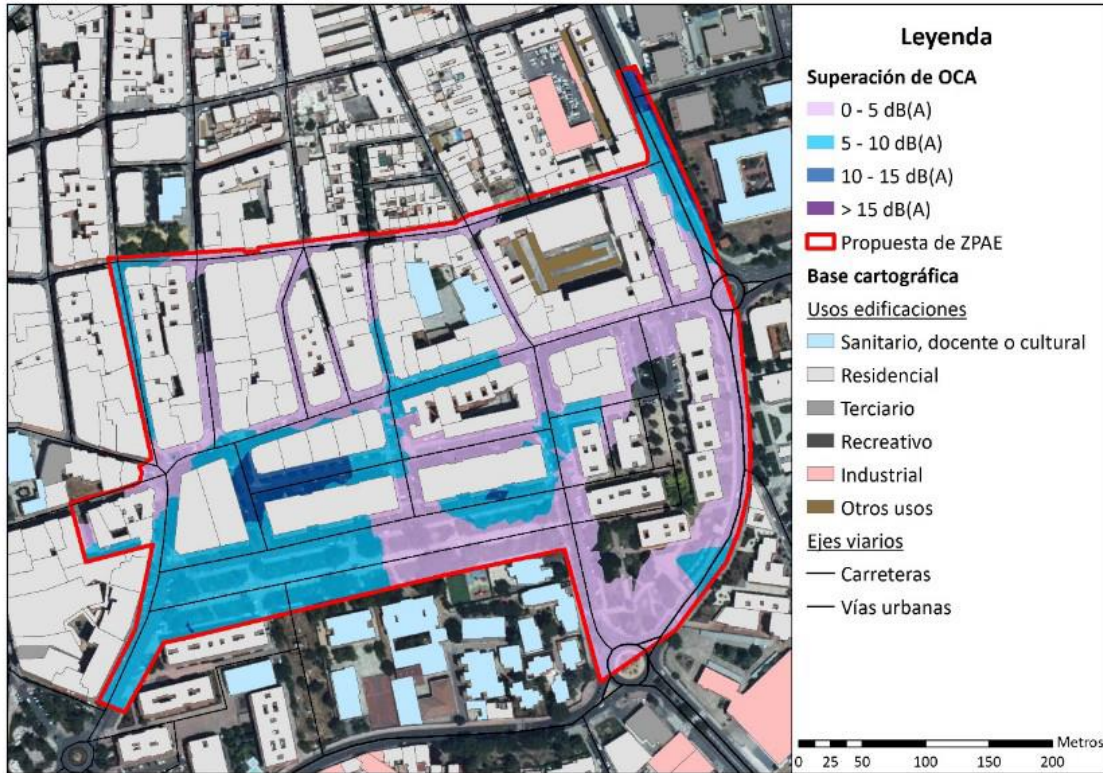 Leyenda
Superación de OCA
0 - 5 dB(A)
5 - 10 dB(A)
10 - 15 dB(A)
> 15 dB(A)
Propuesta de ZPAE
Base cartográfica
Usos edificaciones
Sanitario, docente o cultural
Residencial
Terciario
Recreativo
Industrial
Otros usos
Ejes viarios
Carreteras
Vías urbanas
Metros
0 25 50 100 150 200